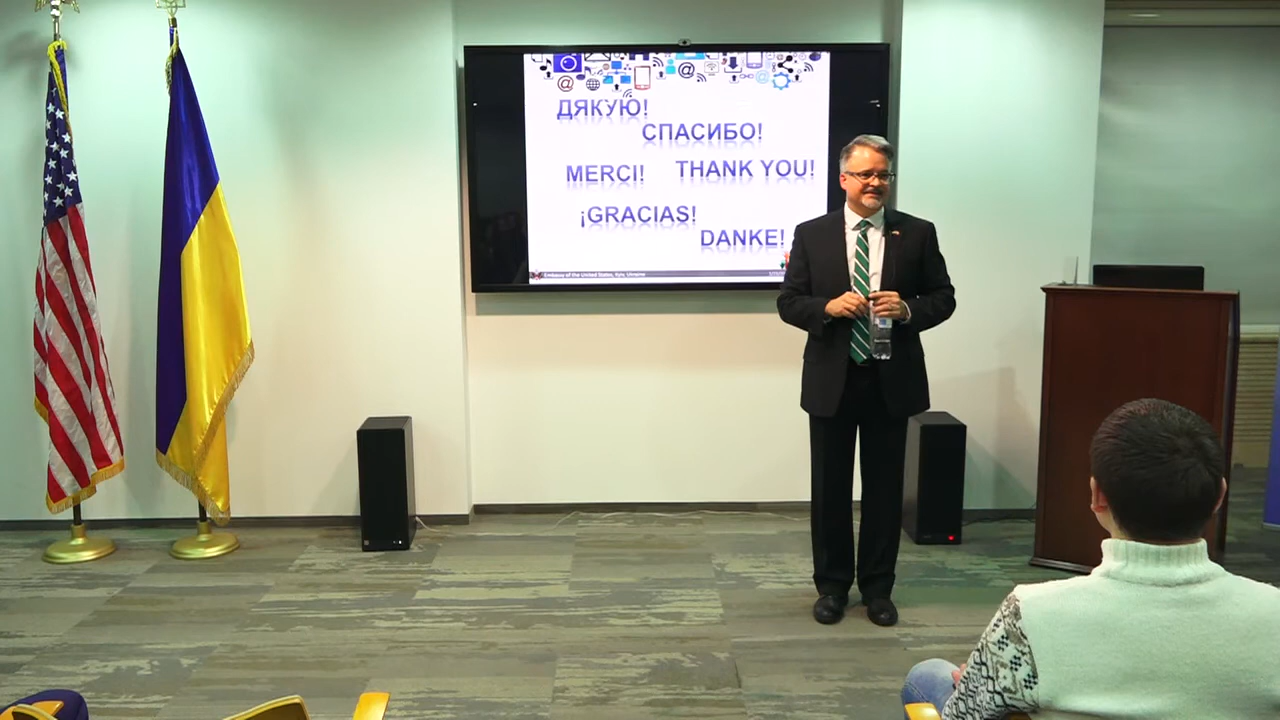 ДЯКУЮ!
СПАСИБО!
MERCI! THANK YOU!
¡GRACIAS!
DANKE!
Embassy of the United States, Kyiv, Ukraine